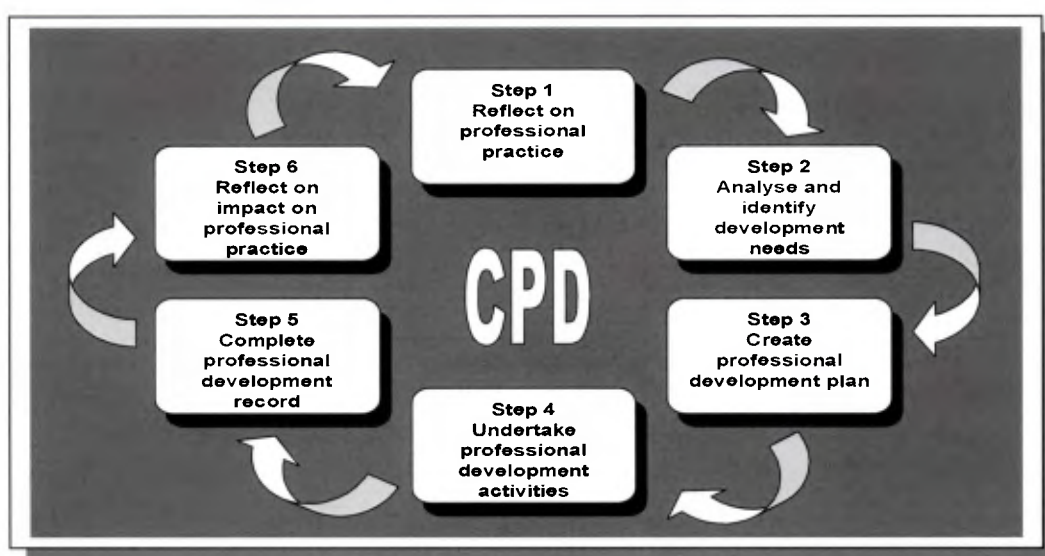 Step 1
Reflect on
professional
practice
Step 2
Analyse and
identify
development
needs
Step 3
Create
professional
development plan
Step 4
Undertake
professional
development
activities
Step 5
Complete
professional
development
record
Step 6
Reflect on
impact on
professional
practice
CPD